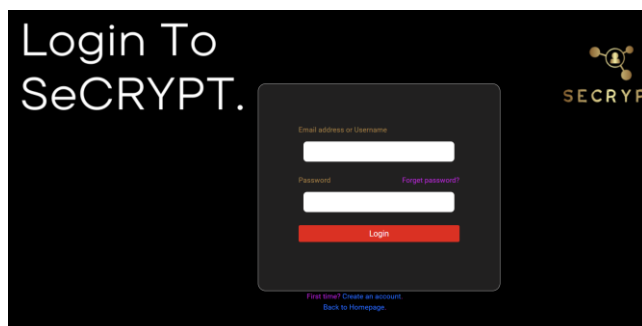 Login To
SeCRYPT.
SECRYP
Email address or Username
Password
Forget password?
Login
First time? Create an account.
Back to Homepage.